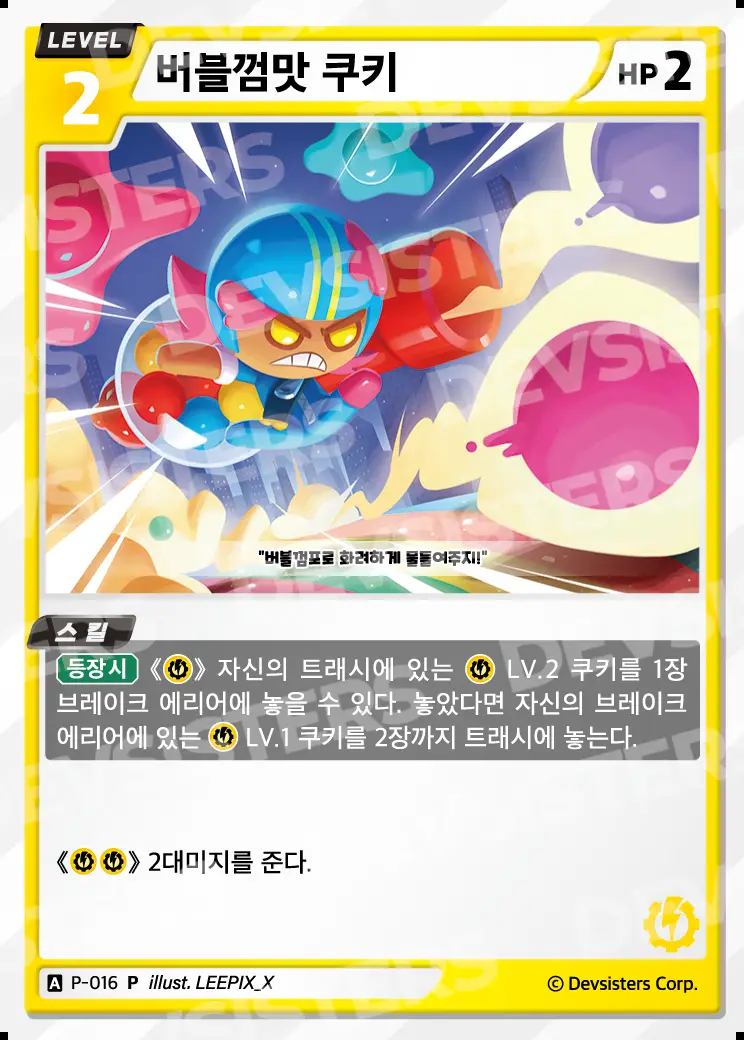 LEVEL
2
버블껌맛 쿠키
HP 2
"버블껌포로 화려하게 물들여주지!"
스킬
등장시 《》 자신의 트래시에 있는 LV.2 쿠키를 1장
브레이크 에리어에 놓을 수 있다. 놓았다면 자신의 브레이크
에리어에 있는 LV.1 쿠키를 2장까지 트래시에 놓는다.
《》 2대미지를 준다.
A P-016 P illust. LEEPIX_X
© Devsisters Corp.
DEVSISTERS